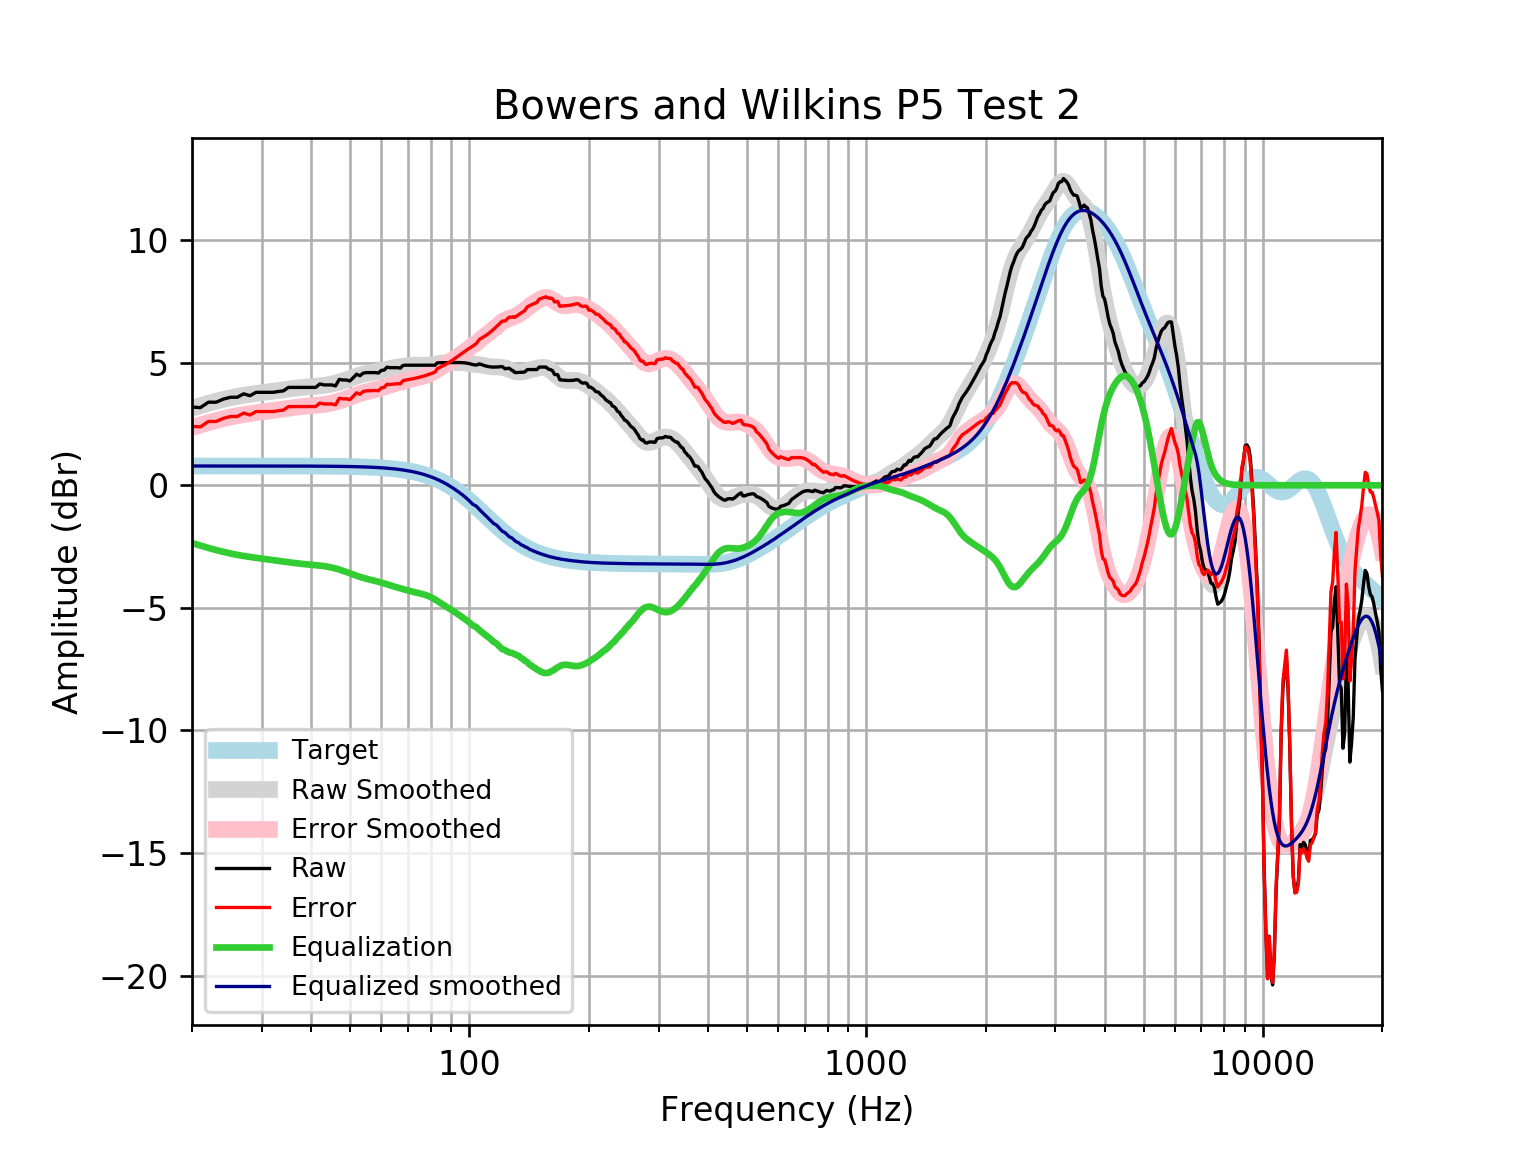 Bowers and Wilkins P5 Test 2
Amplitude (dBr)
10
5
0
−5
−10
−15
−20
Target
Raw Smoothed
Error Smoothed
Raw
Error
Equalization
Equalized smoothed
100
1000
10000
Frequency (Hz)